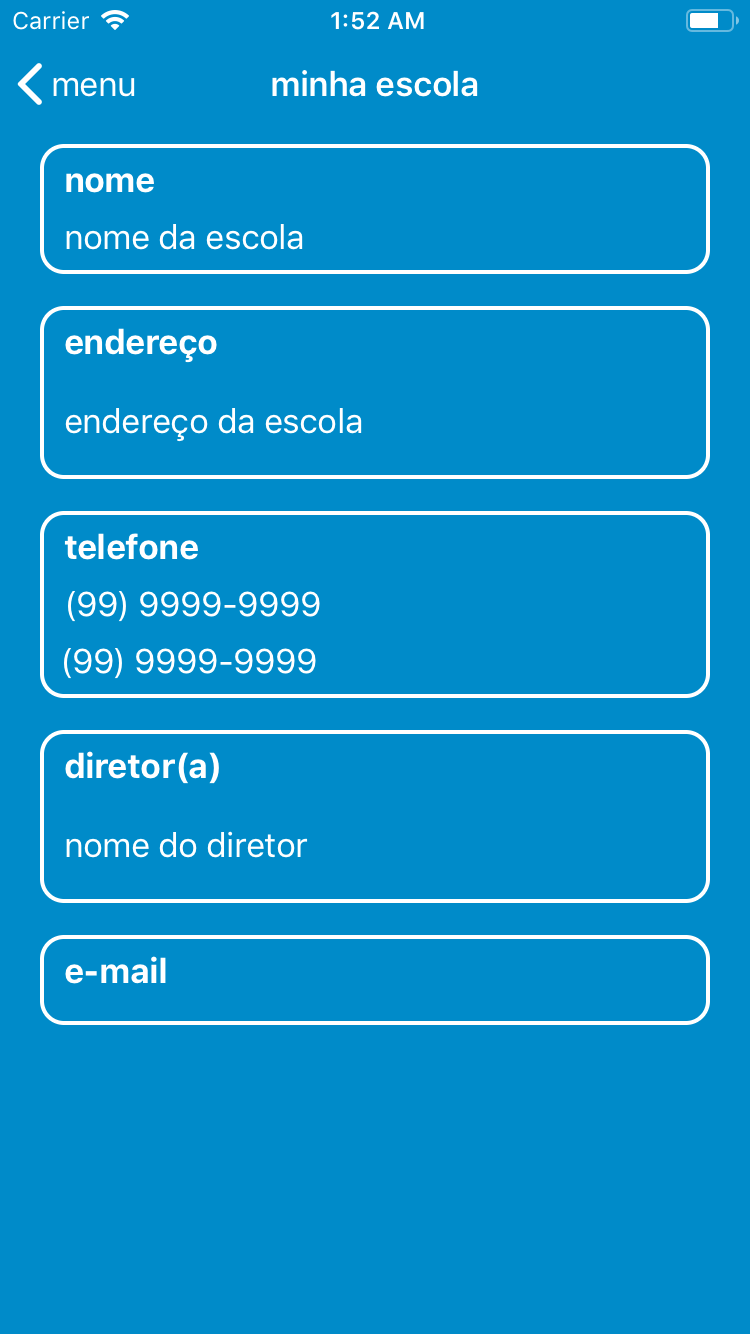 Carrier 1:52 AM
menu minha escola
nome
nome da escola
endereço
endereço da escola
telefone
(99) 9999-9999
(99) 9999-9999
diretor(a)
nome do diretor
e-mail